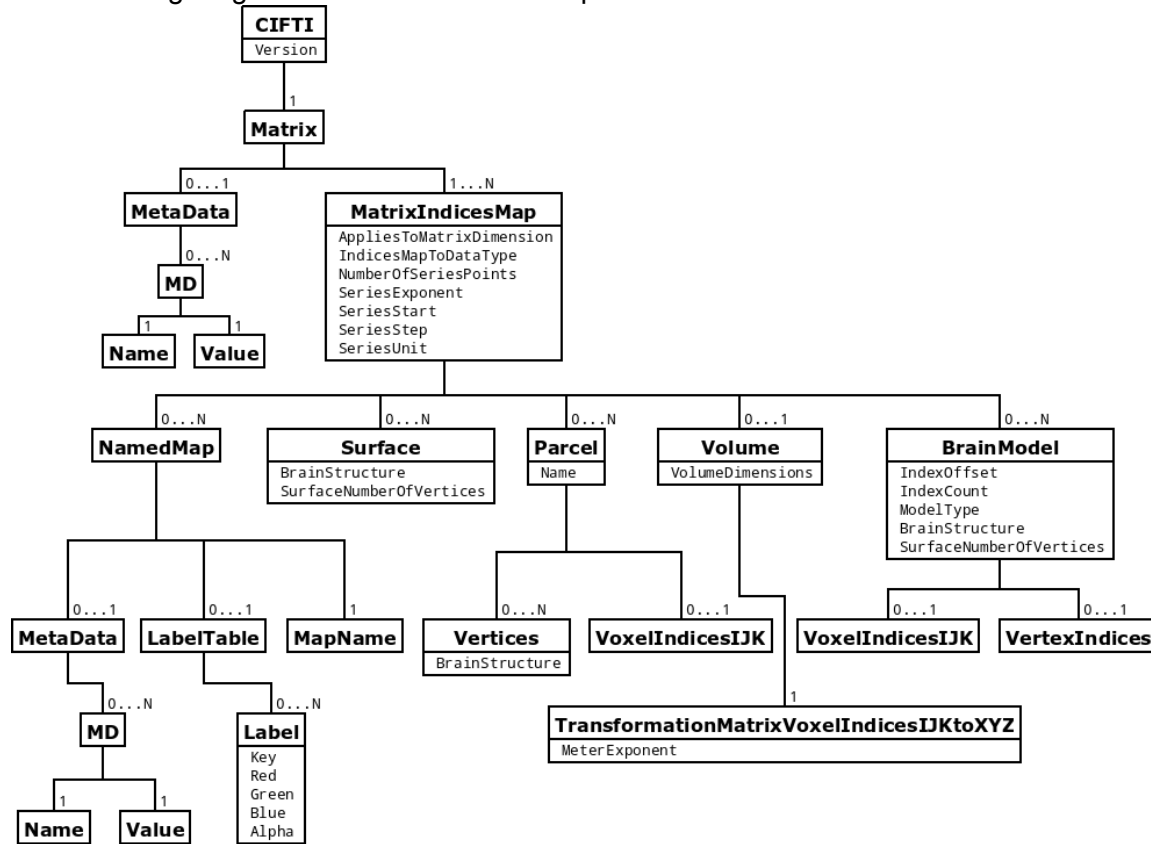 CIFTI
Version
1
Matrix
0...1
1...N
MetaData
MatrixIndicesMap
AppliesToMatrixDimension
IndicesMapToDataType
NumberOfSeriesPoints
SeriesExponent
SeriesStart
SeriesStep
SeriesUnit
0...N
MD
1
1
Name
Value
0...N
0...N
0...N
0...1
0...N
NamedMap
Surface
BrainStructure
SurfaceNumberOfVertices
Parcel
Name
Volume
VolumeDimensions
BrainModel
IndexOffset
IndexCount
ModelType
BrainStructure
SurfaceNumberOfVertices
0...1
0...1
1
0...N
0...1
0...1
0...N
MetaData
LabelTable
MapName
Vertices
BrainStructure
VoxelIndicesIJK
VoxelIndicesIJK
VertexIndices
0...N
0...N
1
MD
Label
Key
Red
Green
Blue
Alpha
TransformationMatrixVoxelIndicesIJKtoXYZ
MeterExponent
1
1
Name
Value